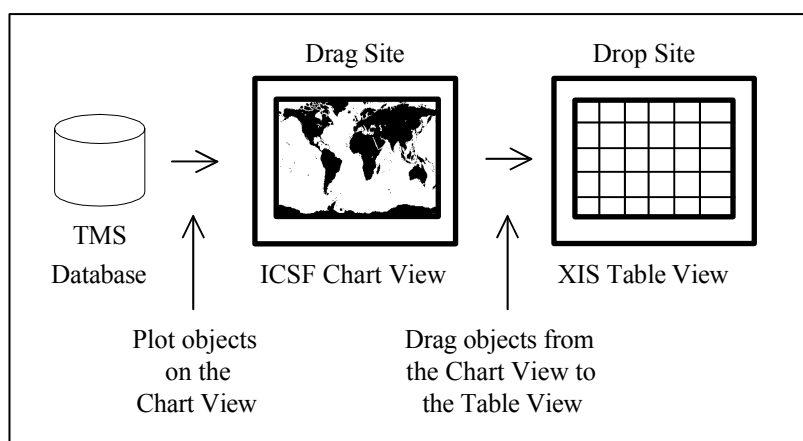 Drag Site
Drop Site
TMS
Database
ICSF Chart View
XIS Table View
Plot objects
on the
Chart View
Drag objects from
the Chart View to
the Table View